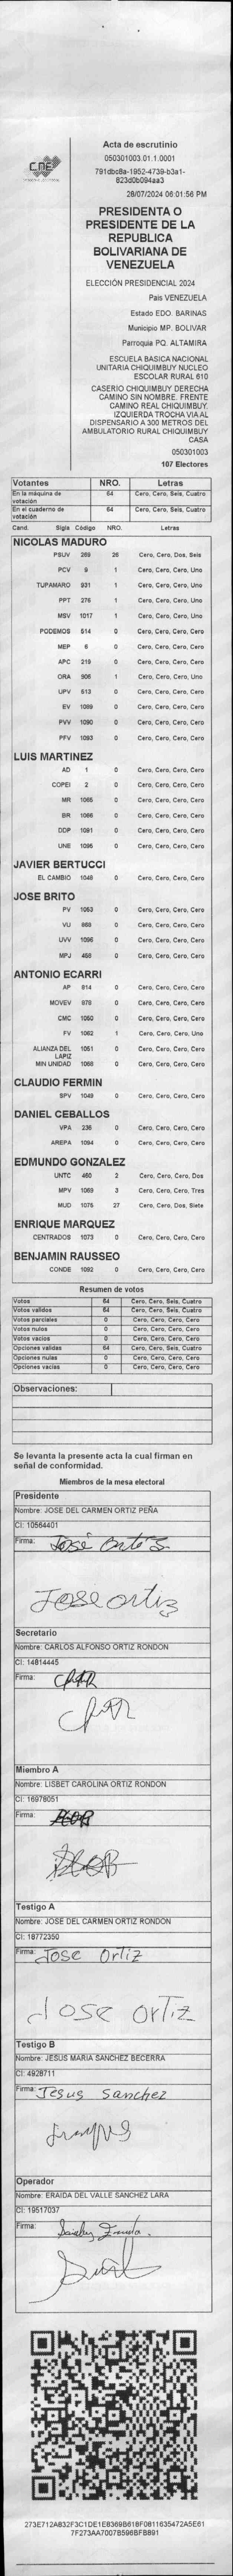 CNE
Acta de escrutinio
050301003.01.1.0001
791dbc8a-1952-4739-b3a1-
823d0b094aa3
28/07/2024 06:01:56 PM
PRESIDENTA O
PRESIDENTE DE LA
REPUBLICA
BOLIVARIANA DE
VENEZUELA
ELECCIÓN PRESIDENCIAL 2024
Pais VENEZUELA
Estado EDO. BARINAS
Municipio MP. BOLIVAR
Parroquia PQ. ALTAMIRA
ESCUELA BASICA NACIONAL
UNITARIA CHIQUIMBUY NUCLEO
ESCOLAR RURAL 610
CASERIO CHIQUIMBUY DERECHA
CAMINO SIN NOMBRE. FRENTE
CAMINO REAL CHIQUIMBUY.
IZQUIERDA TROCHA VIA AL
DISPENSARIO A 300 METROS DEL
AMBULATORIO RURAL CHIQUIMBUY
CASA
050301003
107 Electores
Votantes NRO. Letras
En la máquina de votación 64 Cero, Cero, Seis, Cuatro
En el cuaderno de votación 64 Cero, Cero, Seis, Cuatro
Cand. Sigla Código NRO. Letras
NICOLAS MADURO
PSUV 269 26 Cero, Cero, Dos, Seis
PCV 9 1 Cero, Cero, Cero, Uno
TUPAMARO 931 1 Cero, Cero, Cero, Uno
PPT 276 1 Cero, Cero, Cero, Uno
MSV 1017 1 Cero, Cero, Cero, Uno
PODEMOS 514 0 Cero, Cero, Cero, Cero
MEP 6 0 Cero, Cero, Cero, Cero
APC 219 0 Cero, Cero, Cero, Cero
ORA 906 1 Cero, Cero, Cero, Uno
UPV 613 0 Cero, Cero, Cero, Cero
EV 1089 0 Cero, Cero, Cero, Cero
PVV 1090 0 Cero, Cero, Cero, Cero
PFV 1093 0 Cero, Cero, Cero, Cero
LUIS MARTINEZ
AD 1 0 Cero, Cero, Cero, Cero
COPEI 2 0 Cero, Cero, Cero, Cero
MR 1065 0 Cero, Cero, Cero, Cero
BR 1086 0 Cero, Cero, Cero, Cero
DDP 1091 0 Cero, Cero, Cero, Cero
UNE 1095 0 Cero, Cero, Cero, Cero
JAVIER BERTUCCI
EL CAMBIO 1048 0 Cero, Cero, Cero, Cero
JOSE BRITO
PV 1053 0 Cero, Cero, Cero, Cero
VU 869 0 Cero, Cero, Cero, Cero
UVV 1096 0 Cero, Cero, Cero, Cero
MPJ 456 0 Cero, Cero, Cero, Cero
ANTONIO ECARRI
AP 814 0 Cero, Cero, Cero, Cero
MOVEV 979 0 Cero, Cero, Cero, Cero
CMC 1050 0 Cero, Cero, Cero, Cero
FV 1062 1 Cero, Cero, Cero, Uno
ALIANZA DEL LAPIZ 1051 0 Cero, Cero, Cero, Cero
MIN UNIDAD 1068 0 Cero, Cero, Cero, Cero
CLAUDIO FERMIN
SPV 1049 0 Cero, Cero, Cero, Cero
DANIEL CEBALLOS
VPA 236 0 Cero, Cero, Cero, Cero
AREPA 1094 0 Cero, Cero, Cero, Cero
EDMUNDO GONZALEZ
UNTC 460 2 Cero, Cero, Cero, Dos
MPV 1069 3 Cero, Cero, Cero, Tres
MUD 1075 27 Cero, Cero, Dos, Siete
ENRIQUE MARQUEZ
CENTRADOS 1073 0 Cero, Cero, Cero, Cero
BENJAMIN RAUSSEO
CONDE 1092 0 Cero, Cero, Cero, Cero
Resumen de votos
Votos 64 Cero, Cero, Seis, Cuatro
Votos validos 64 Cero, Cero, Seis, Cuatro
Votos parciales 0 Cero, Cero, Cero, Cero
Votos nulos 0 Cero, Cero, Cero, Cero
Votos vacios 0 Cero, Cero, Cero, Cero
Opciones validas 64 Cero, Cero, Seis, Cuatro
Opciones nulas 0 Cero, Cero, Cero, Cero
Opciones vacias 0 Cero, Cero, Cero, Cero
Observaciones:
Se levanta la presente acta la cual firman en
señal de conformidad.
Miembros de la mesa electoral
Presidente
Nombre: JOSE DEL CARMEN ORTIZ PEÑA
CI: 10564401
Firma: José Ortiz
Jose ortiz
Secretario
Nombre: CARLOS ALFONSO ORTIZ RONDON
CI: 14814445
Firma:
Miembro A
Nombre: LISBET CAROLINA ORTIZ RONDON
CI: 16978051
Firma:
Testigo A
Nombre: JOSE DEL CARMEN ORTIZ RONDON
CI: 18772350
Firma: Jose Ortiz
Jose ortiz
Testigo B
Nombre: JESUS MARIA SANCHEZ BECERRA
CI: 4928711
Firma: Jesus Sanchez
Operador
Nombre: ERAIDA DEL VALLE SANCHEZ LARA
CI: 19517037
Firma:
273E712A832F3C1DE1E8369B618F0811635472A5E61
7F273AA7007B596BFB891